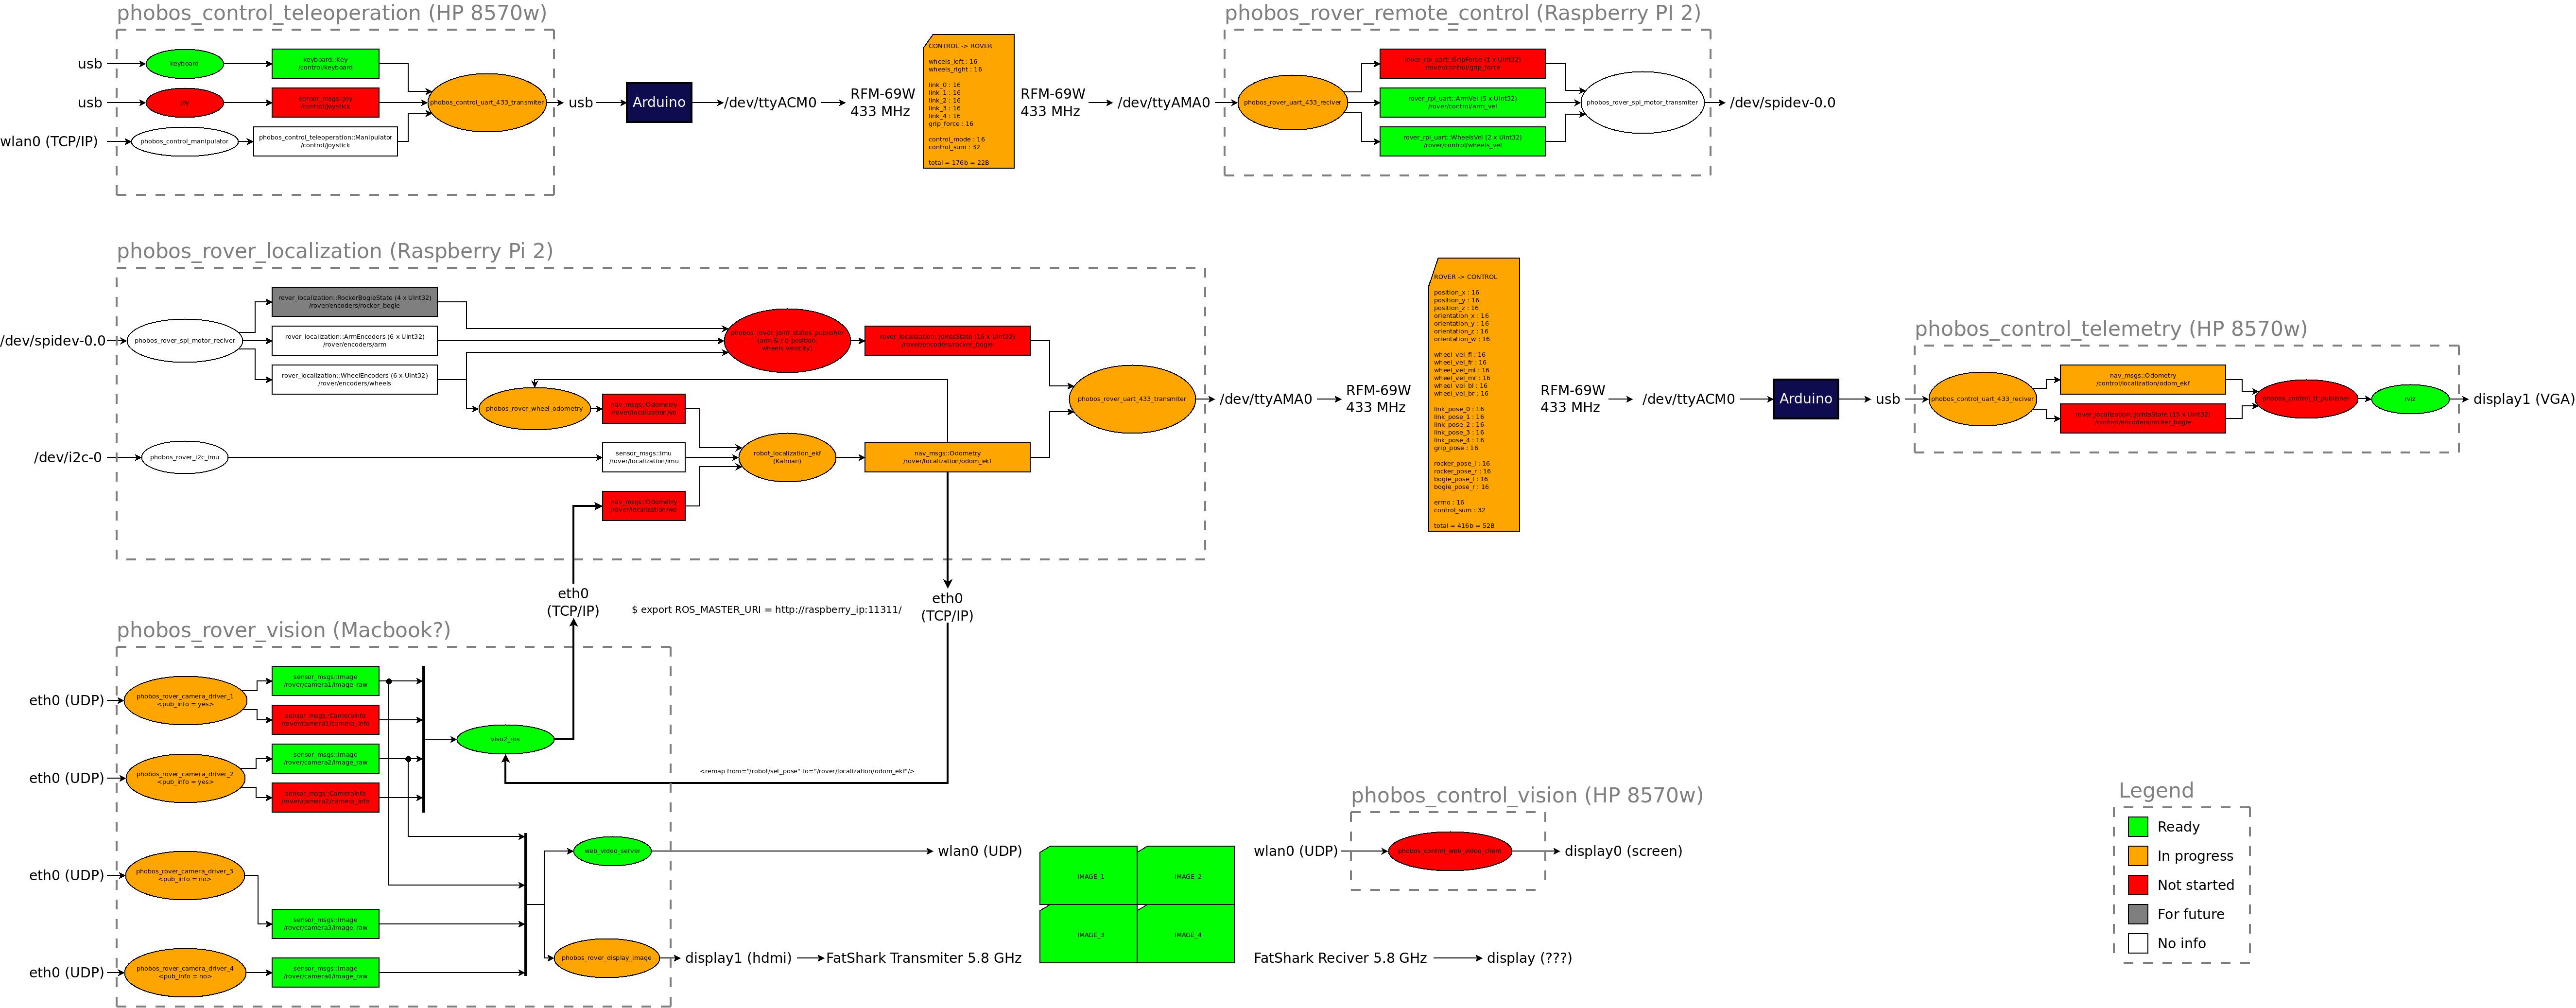 phobos_control_teleoperation (HP 8570w)
usb
keyboard
keyboard::Key
/control/keyboard
usb
joy
sensor_msgs::Joy
/control/joystick
wlan0 (TCP/IP)
phobos_control_manipulator
phobos_control_teleoperation::Manipulator
/control/joystick
phobos_control_uart_433_transmiter
usb
Arduino
/dev/ttyACM0
RFM-69W
433 MHz
CONTROL -> ROVER
wheels_left : 16
wheels_right : 16
link_0 : 16
link_1 : 16
link_2 : 16
link_3 : 16
link_4 : 16
grip_force : 16
control_mode : 16
control_sum : 32
total = 176b = 22B
RFM-69W
433 MHz
/dev/ttyAMA0
phobos_rover_remote_control (Raspberry PI 2)
phobos_rover_uart_433_reciver
rover_rpi_uart::GripForce (1 x UInt32)
/rover/control/grip_force
rover_rpi_uart::ArmVel (5 x UInt32)
/rover/control/arm_vel
rover_rpi_uart::WheelsVel (2 x UInt32)
/rover/control/wheels_vel
phobos_rover_spi_motor_transmiter
/dev/spidev-0.0
phobos_rover_localization (Raspberry Pi 2)
/dev/spidev-0.0
phobos_rover_spi_motor_reciver
rover_localization::RockerBogieState (4 x UInt32)
/rover/encoders/rocker_bogie
rover_localization::ArmEncoders (6 x UInt32)
/rover/encoders/arm
rover_localization::WheelEncoders (6 x UInt32)
/rover/encoders/wheels
phobos_rover_joint_states_publisher
(arm & r-b position,
wheels velocity)
rover_localization::JointsState (16 x UInt32)
/rover/encoders/rocker_bogie
phobos_rover_wheel_odometry
nav_msgs::Odometry
/dev/i2c-0
phobos_rover_i2c_imu
sensor_msgs::Imu
/rover/localization/imu
nav_msgs::Odometry
robot_localization_ekf
(Kalman)
nav_msgs::Odometry
/rover/localization/odom_ekf
phobos_rover_uart_433_transmiter
/dev/ttyAMA0
RFM-69W
433 MHz
ROVER -> CONTROL
position_x : 16
position_y : 16
position_z : 16
orientation_x : 16
orientation_y : 16
orientation_z : 16
orientation_w : 16
wheel_vel_fl : 16
wheel_vel_fr : 16
wheel_vel_ml : 16
wheel_vel_mr : 16
wheel_vel_bl : 16
wheel_vel_br : 16
link_pose_0 : 16
link_pose_1 : 16
link_pose_2 : 16
link_pose_3 : 16
link_pose_4 : 16
grip_pose : 16
rocker_pose_l : 16
rocker_pose_r : 16
bogie_pose_l : 16
bogie_pose_r : 16
errno : 16
control_sum : 32
total = 416b = 52B
RFM-69W
433 MHz
/dev/ttyACM0
Arduino
usb
phobos_control_telemetry (HP 8570w)
phobos_control_uart_433_reciver
nav_msgs::Odometry
/control/localization/odom_ekf
rover_localization::JointsState (15 x UInt32)
/control/encoders/rocker_bogie
phobos_control_tf_publisher
rviz
display1 (VGA)
eth0
(TCP/IP)
$ export ROS_MASTER_URI = http://raspberry_ip:11311/
eth0
(TCP/IP)
phobos_rover_vision (Macbook?)
eth0 (UDP)
phobos_rover_camera_driver_1
<pub_info = yes>
sensor_msgs::Image
/rover/camera1/image_raw
sensor_msgs::CameraInfo
/rover/camera1/camera_info
eth0 (UDP)
phobos_rover_camera_driver_2
<pub_info = yes>
sensor_msgs::Image
/rover/camera2/image_raw
sensor_msgs::CameraInfo
/rover/camera2/camera_info
viso2_ros
<remap from="/robot/set_pose" to="/rover/localization/odom_ekf"/>
eth0 (UDP)
phobos_rover_camera_driver_3
<pub_info = no>
sensor_msgs::Image
/rover/camera3/image_raw
eth0 (UDP)
phobos_rover_camera_driver_4
<pub_info = no>
sensor_msgs::Image
/rover/camera4/image_raw
web_video_server
wlan0 (UDP)
phobos_rover_display_image
display1 (hdmi)
FatShark Transmiter 5.8 GHz
IMAGE_1
IMAGE_2
IMAGE_3
IMAGE_4
phobos_control_vision (HP 8570w)
wlan0 (UDP)
phobos_control_web_video_client
display0 (screen)
FatShark Reciver 5.8 GHz
display (???)
Legend
Ready
In progress
Not started
For future
No info